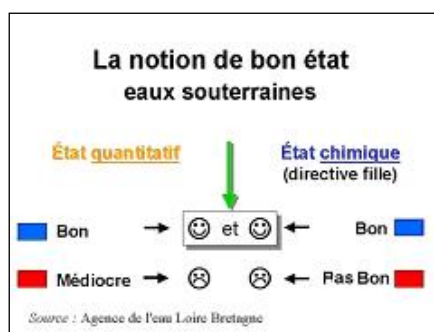 La notion de bon état
eaux souterraines
État quantitatif État chimique
(directive fille)
Bon et Bon
Médiocre Pas Bon
Source : Agence de l'eau Loire Bretagne